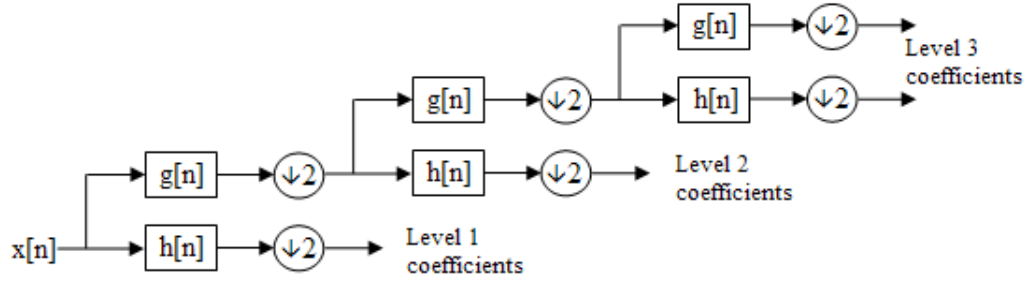 g[n] ↓2
Level 3
coefficients
g[n] ↓2 h[n] ↓2
g[n] ↓2 h[n] ↓2
Level 2
coefficients
x[n] h[n] ↓2
Level 1
coefficients